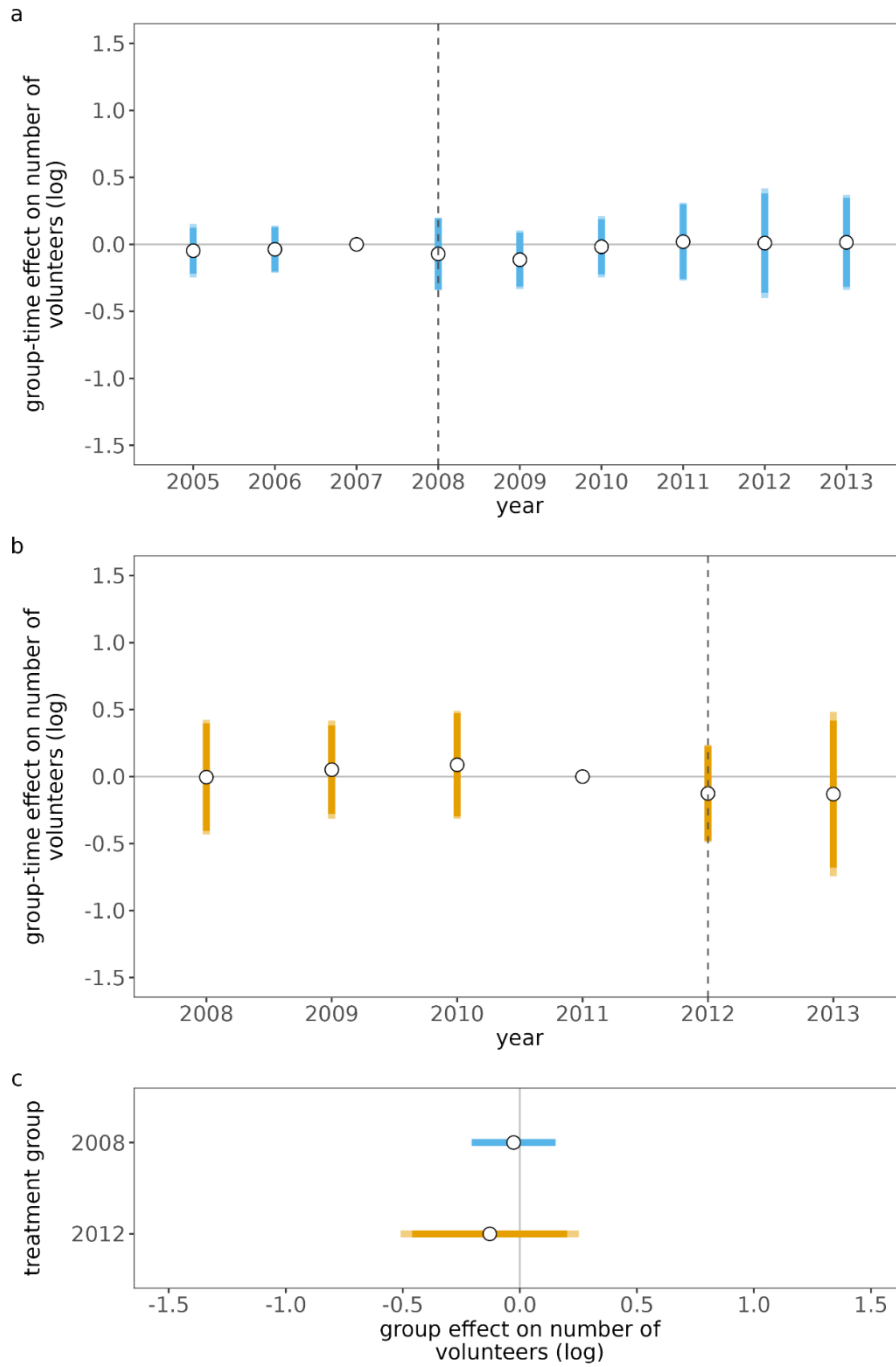 a
group-time effect on number of
volunteers (log)
1.5
1.0
0.5
0.0
-0.5
-1.0
-1.5
2005 2006 2007 2008 2009 2010 2011 2012 2013
year
b
group-time effect on number of
volunteers (log)
1.5
1.0
0.5
0.0
-0.5
-1.0
-1.5
2008 2009 2010 2011 2012 2013
year
c
treatment group
2008
2012
-1.5 -1.0 -0.5 0.0 0.5 1.0 1.5
group effect on number of
volunteers (log)